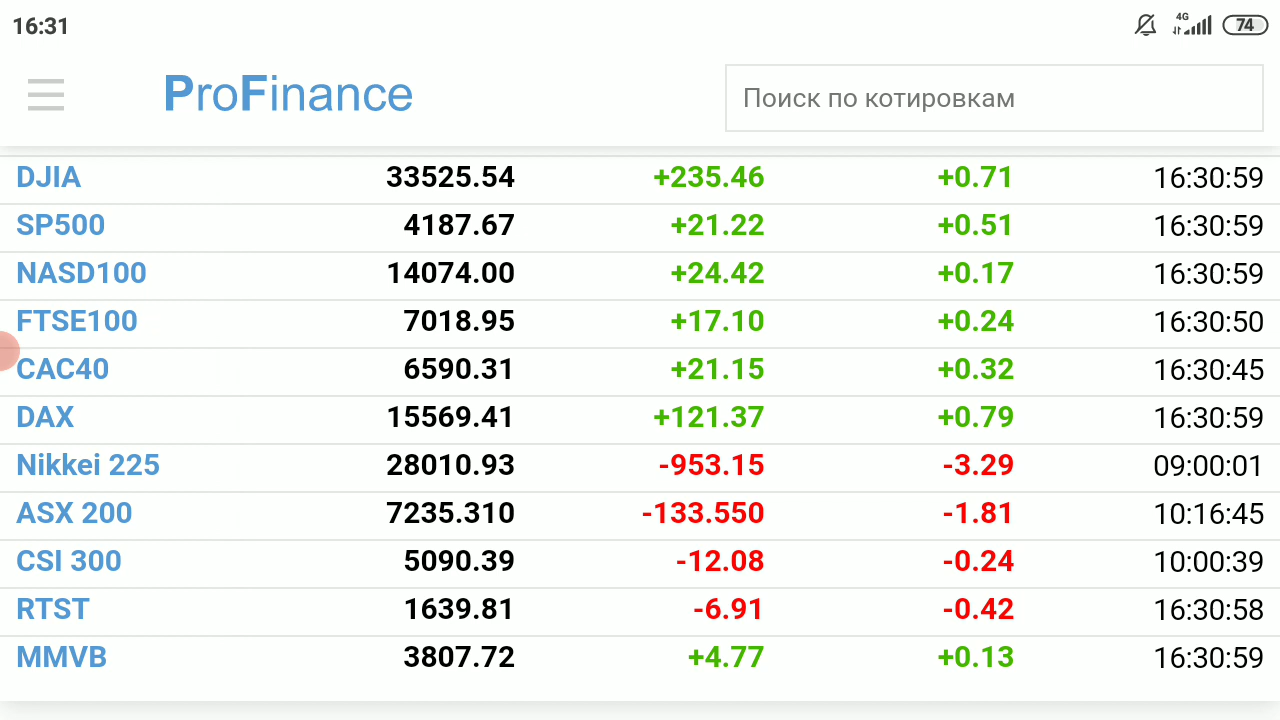 16:31 4G 74
ProFinance Поиск по котировкам
DJIA 33525.54 +235.46 +0.71 16:30:59
SP500 4187.67 +21.22 +0.51 16:30:59
NASD100 14074.00 +24.42 +0.17 16:30:59
FTSE100 7018.95 +17.10 +0.24 16:30:50
CAC40 6590.31 +21.15 +0.32 16:30:45
DAX 15569.41 +121.37 +0.79 16:30:59
Nikkei 225 28010.93 -953.15 -3.29 09:00:01
ASX 200 7235.310 -133.550 -1.81 10:16:45
CSI 300 5090.39 -12.08 -0.24 10:00:39
RTST 1639.81 -6.91 -0.42 16:30:58
MMVB 3807.72 +4.77 +0.13 16:30:59